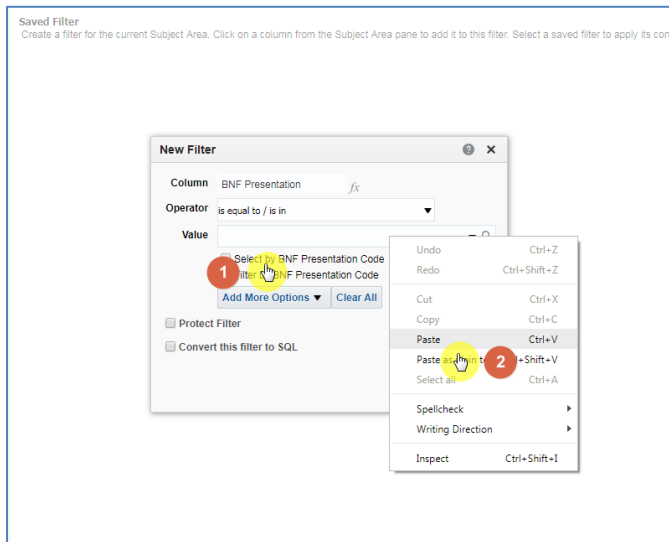 Saved Filter
Create a filter for the current Subject Area. Click on a column from the Subject Area pane to add it to this filter. Select a saved filter to apply its con
New Filter
Column BNF Presentation fx
Operator is equal to / is in
Value
Select by BNF Presentation Code
1 Filter BNF Presentation Code
Add More Options Clear All
Protect Filter
Convert this filter to SQL
Undo Ctrl+Z
Redo Ctrl+Shift+Z
Cut Ctrl+X
Copy Ctrl+C
Paste Ctrl+V
Paste as 2 +Shift+V
Select all Ctrl+A
Spellcheck
Writing Direction
Inspect Ctrl+Shift+I